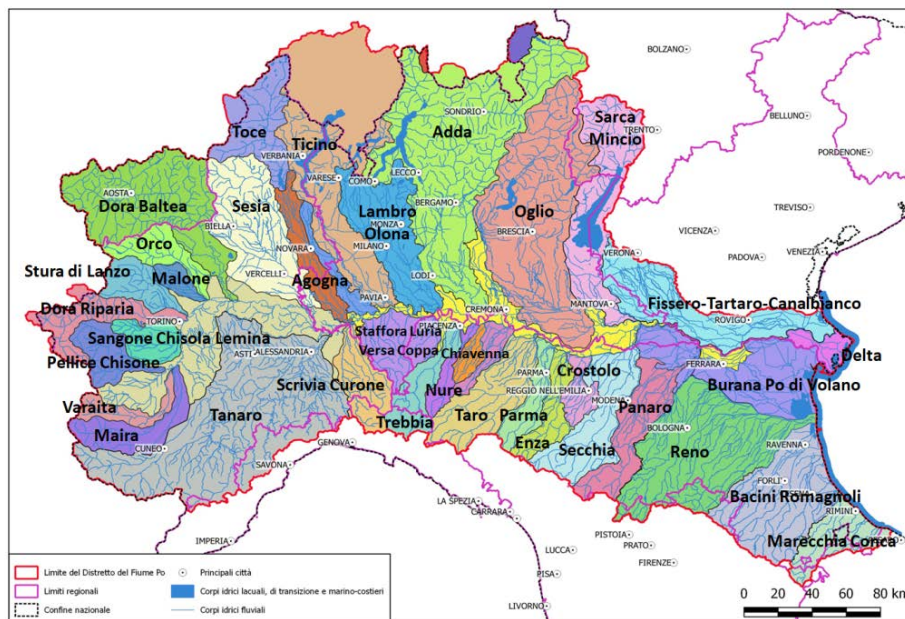 BOLZANO
BELLUNO
PORDENONE
SONDRIO
Adda
Sarca
Mincio
TRENTO
Toce
Ticino
VERBANIA
VARESE
COMO
LECCO
BERGAMO
TREVISO
AOSTA
Dora Baltea
Sesia
BIELLA
Lambro
Olona
MONZA
MILANO
Oglio
BRESCIA
VICENZA
PADOVA
VENEZIA
VERONA
Orco
NOVARA
Stura di Lanzo
Malone
VERCELLI
Agogna
LODI
PAVIA
CREMONA
MANTOVA
Fissero-Tartaro-Canalbianco
ROVIGO
Dora Riparia
TORINO
Sangone Chisola Lemina
Staffora Luria
Versa Coppa
PIACENZA
Chiavenna
Delta
Pellice Chisone
ASTI
ALESSANDRIA
Scrivia Curone
Nure
PARMA
Crostolo
REGGIO NELL'EMILIA
MODENA
FERRARA
Burana Po di Volano
Varaita
Tanaro
Trebbia
Taro
Parma
Enza
Secchia
Panaro
BOLOGNA
Reno
RAVENNA
Maira
CUNEO
GENOVA
SAVONA
FORLI'
Bacini Romagnoli
RIMINI
Marecchia Conca
LA SPEZIA
CARRARA
IMPERIA
LUCCA
PISTOIA
PRATO
FIRENZE
PISA
LIVORNO
Limite del Distretto del Fiume Po
Principali città
Limiti regionali
Corpi idrici lacuali, di transizione e marino-costieri
Confine nazionale
Corpi idrici fluviali
0 20 40 60 80 km